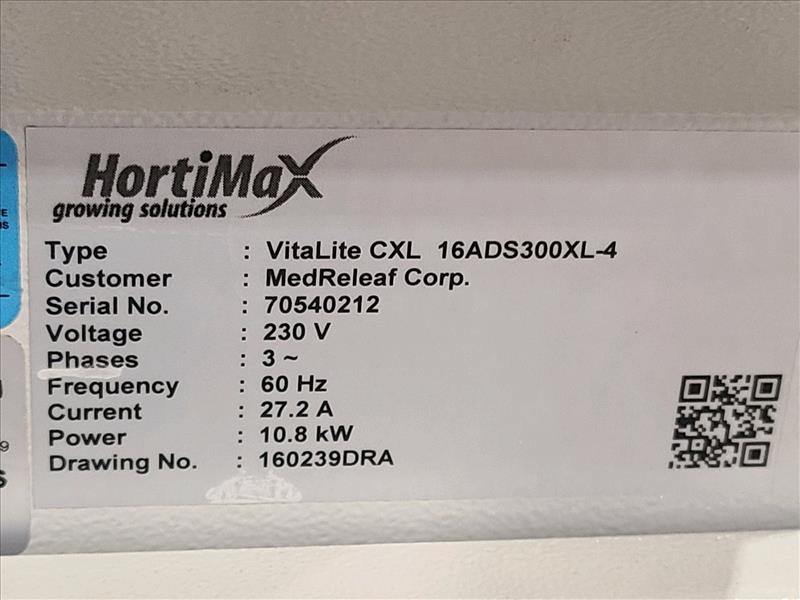 HortiMaX
growing solutions
Type : VitaLite CXL 16ADS300XL-4
Customer : MedReleaf Corp.
Serial No. : 70540212
Voltage : 230 V
Phases : 3 ~
Frequency : 60 Hz
Current : 27.2 A
Power : 10.8 kW
Drawing No. : 160239DRA